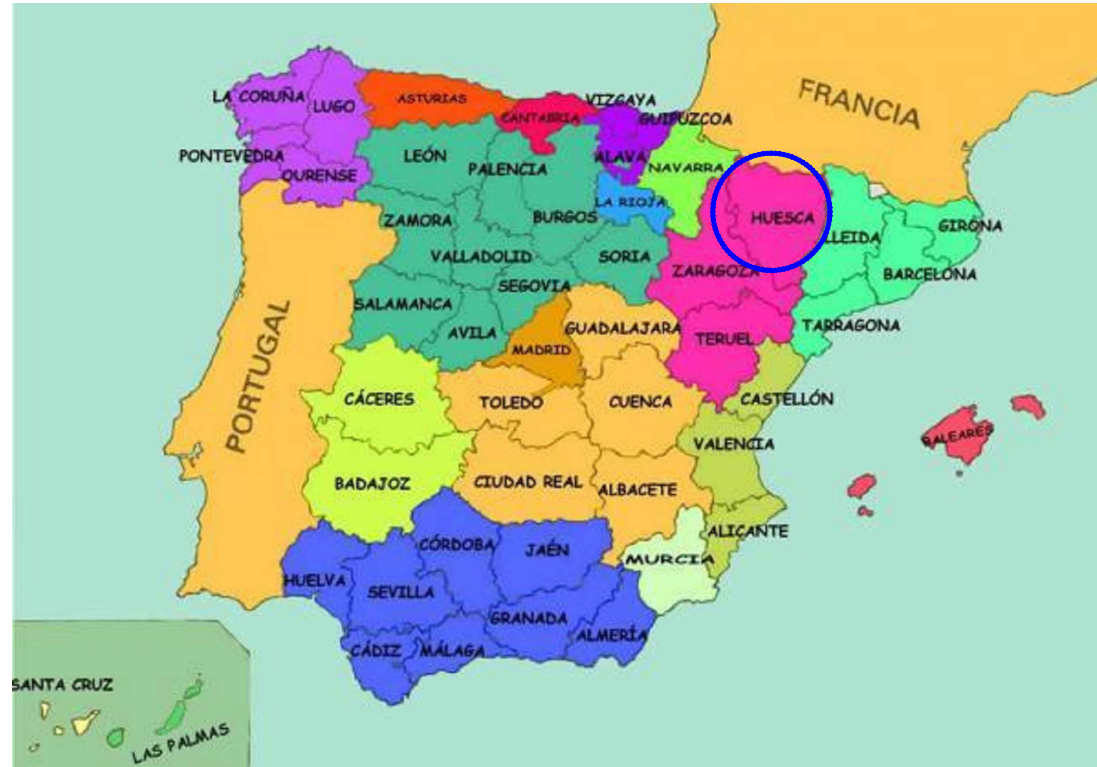 LA CORUÑA
LUGO
ASTURIAS
CANTABRIA
VIZCAYA
GUIPUZCOA
FRANCIA
PONTEVEDRA
OURENSE
LEÓN
PALENCIA
ALAVA
NAVARRA
LA RIOJA
BURGOS
ZAMORA
HUESCA
LLEIDA
GIRONA
VALLADOLID
SORIA
ZARAGOZA
BARCELONA
SEGOVIA
SALAMANCA
AVILA
GUADALAJARA
MADRID
TERUEL
TARRAGONA
PORTUGAL
CÁCERES
TOLEDO
CUENCA
CASTELLÓN
VALENCIA
BALEARES
BADAJOZ
CIUDAD REAL
ALBACETE
ALICANTE
CÓRDOBA
JAÉN
MURCIA
HUELVA
SEVILLA
GRANADA
ALMERÍA
CÁDIZ
MÁLAGA
SANTA CRUZ
LAS PALMAS